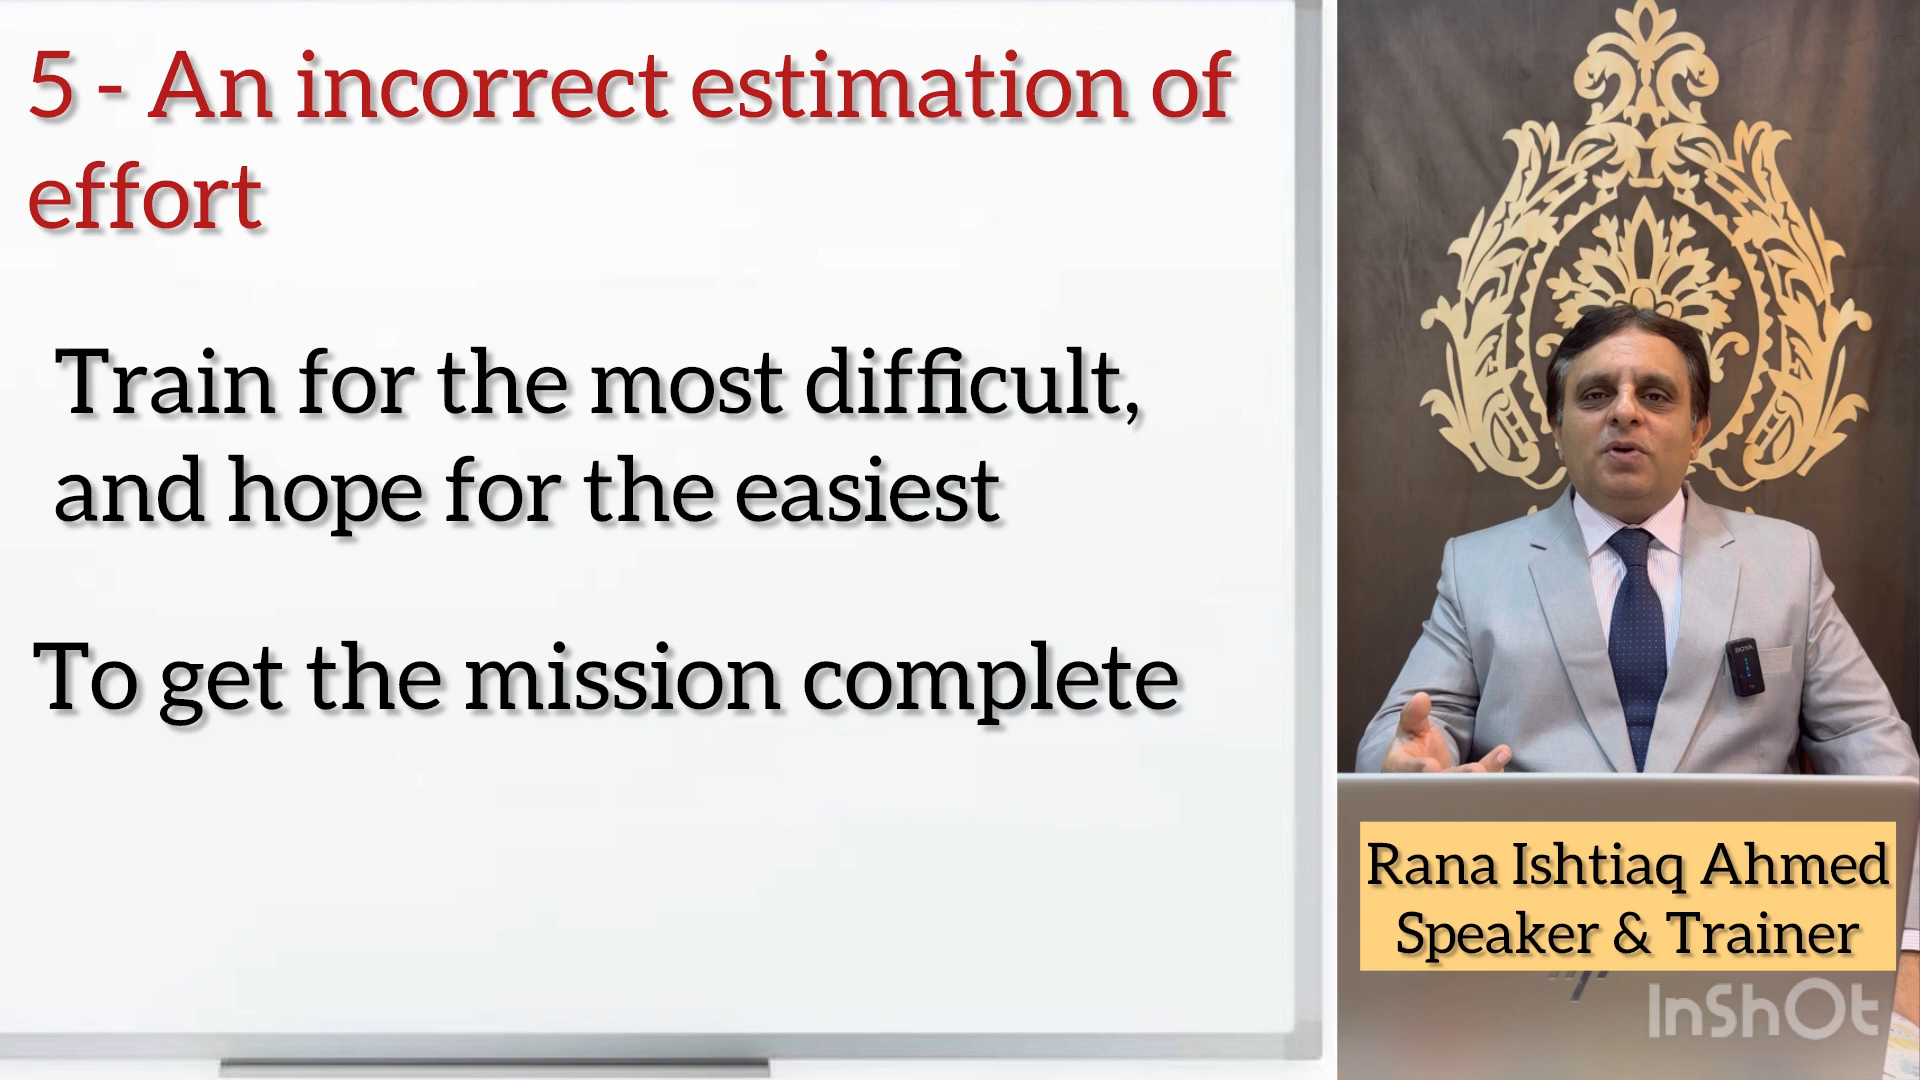 5 - An incorrect estimation of
effort
Train for the most difficult,
and hope for the easiest
To get the mission complete
BOYA
Rana Ishtiaq Ahmed
Speaker & Trainer
InShOt